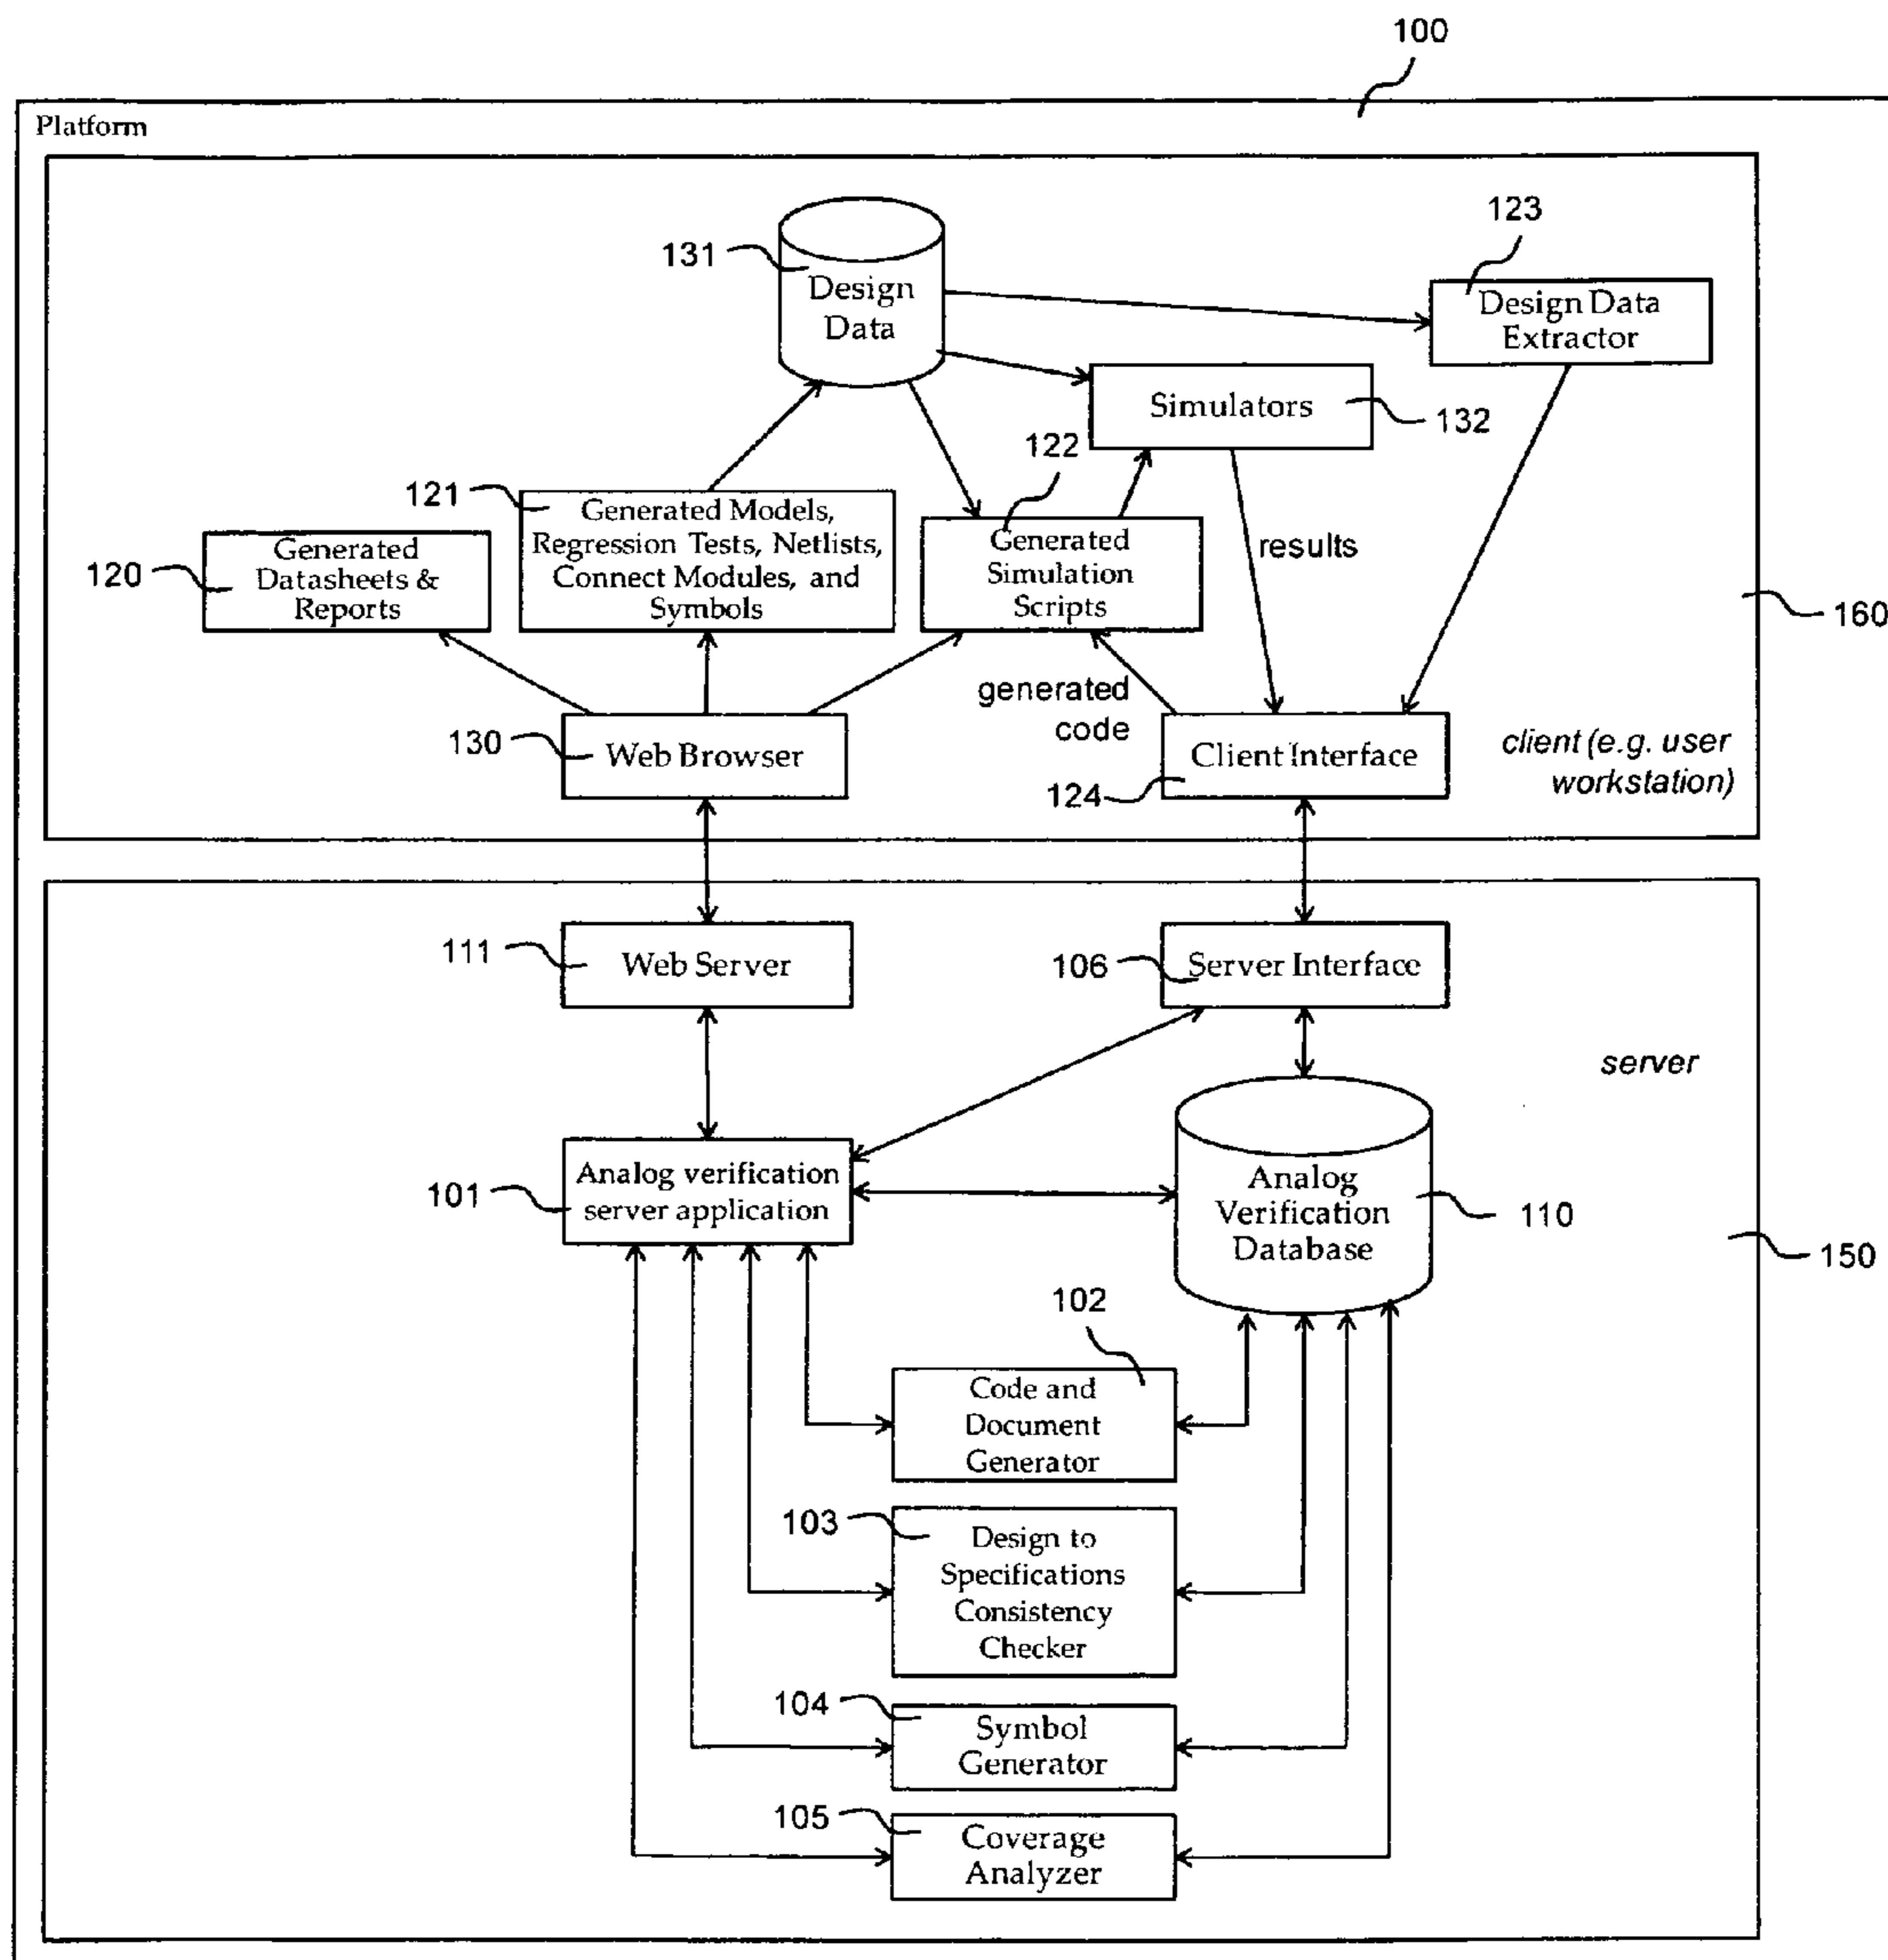 100
Platform
123
131
Design
Data
Design Data
Extractor
Simulators
132
122
121
Generated Models,
Regression Tests, Netlists,
Connect Modules, and
Symbols
Generated
Simulation
Scripts
results
120
Generated
Datasheets &
Reports
160
generated
code
130
Web Browser
Client Interface
124
client (e.g. user
workstation)
111
Web Server
106
Server Interface
server
101
Analog verification
server application
Analog
Verification
Database
110
150
102
Code and
Document
Generator
103
Design to
Specifications
Consistency
Checker
104
Symbol
Generator
105
Coverage
Analyzer